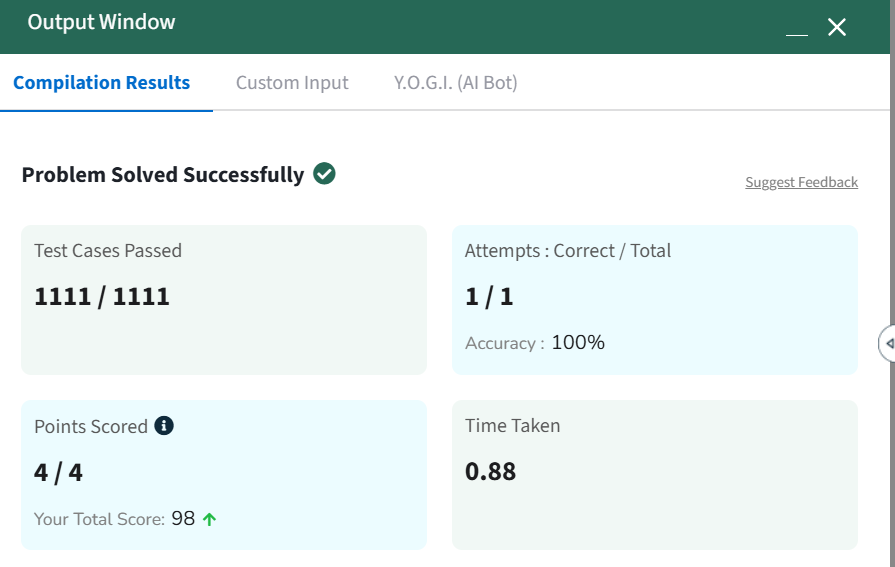 Output Window
Compilation Results
Custom Input
Y.O.G.I. (AI Bot)
Problem Solved Successfully
Suggest Feedback
Test Cases Passed
1111 / 1111
Attempts : Correct / Total
1 / 1
Accuracy : 100%
Points Scored
4 / 4
Your Total Score: 98
Time Taken
0.88